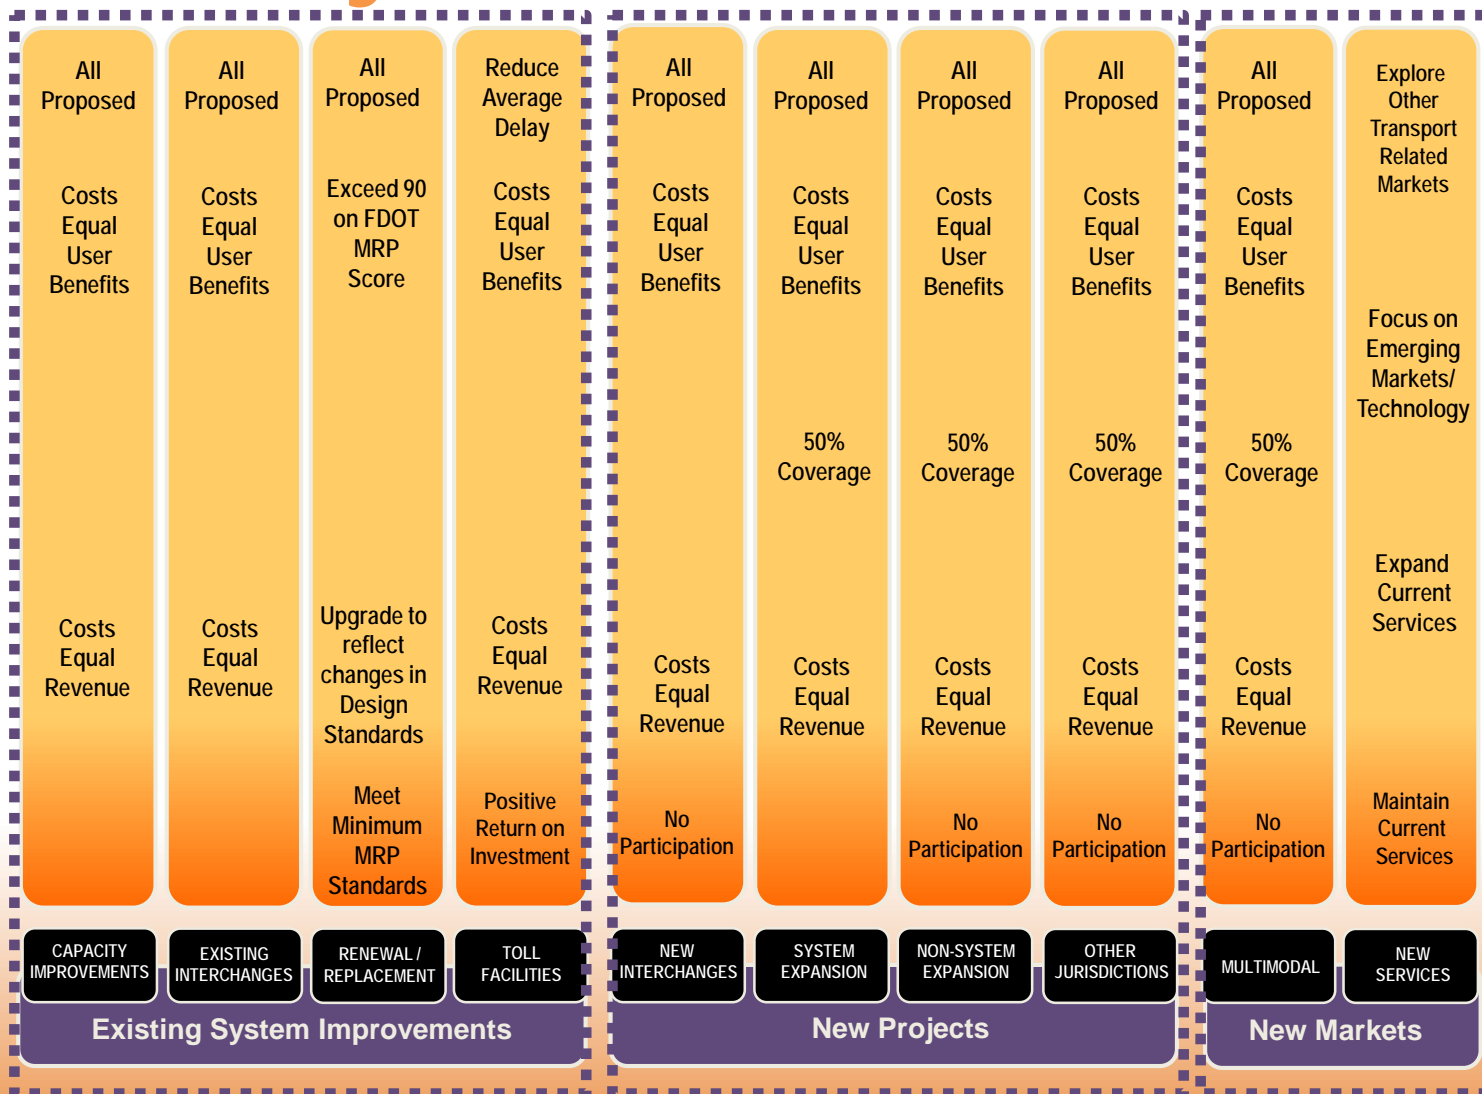 All
Proposed
Costs
Equal
User
Benefits
Costs
Equal
Revenue
CAPACITY
IMPROVEMENTS
All
Proposed
Costs
Equal
User
Benefits
Costs
Equal
Revenue
EXISTING
INTERCHANGES
All
Proposed
Exceed 90
on FDOT
MRP
Score
Upgrade to
reflect
changes in
Design
Standards
Meet
Minimum
MRP
Standards
RENEWAL /
REPLACEMENT
Reduce
Average
Delay
Costs
Equal
User
Benefits
Costs
Equal
Revenue
Positive
Return on
Investment
TOLL
FACILITIES
Existing System Improvements
All
Proposed
Costs
Equal
User
Benefits
Costs
Equal
Revenue
No
Participation
NEW
INTERCHANGES
All
Proposed
Costs
Equal
User
Benefits
50%
Coverage
Costs
Equal
Revenue
SYSTEM
EXPANSION
All
Proposed
Costs
Equal
User
Benefits
50%
Coverage
Costs
Equal
Revenue
No
Participation
NON-SYSTEM
EXPANSION
All
Proposed
Costs
Equal
User
Benefits
50%
Coverage
Costs
Equal
Revenue
No
Participation
OTHER
JURISDICTIONS
New Projects
All
Proposed
Costs
Equal
User
Benefits
50%
Coverage
Costs
Equal
Revenue
No
Participation
MULTIMODAL
Explore
Other
Transport
Related
Markets
Focus on
Emerging
Markets/
Technology
Expand
Current
Services
Maintain
Current
Services
NEW
SERVICES
New Markets